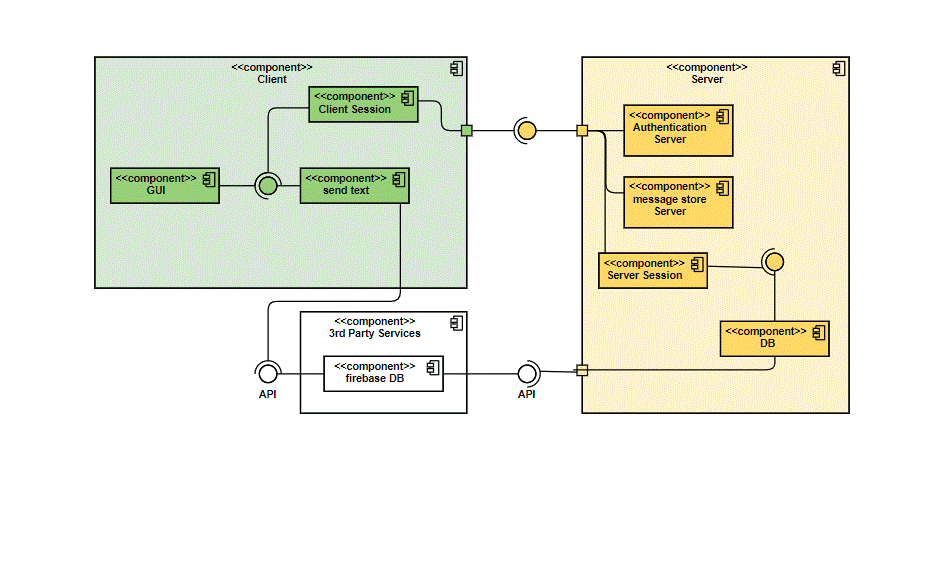 <<component>>
Client
<<component>>
Client Session
<<component>>
GUI
<<component>>
send text
<<component>>
Server
<<component>>
Authentication
Server
<<component>>
message store
Server
<<component>>
Server Session
<<component>>
DB
<<component>>
3rd Party Services
<<component>>
firebase DB
API
API